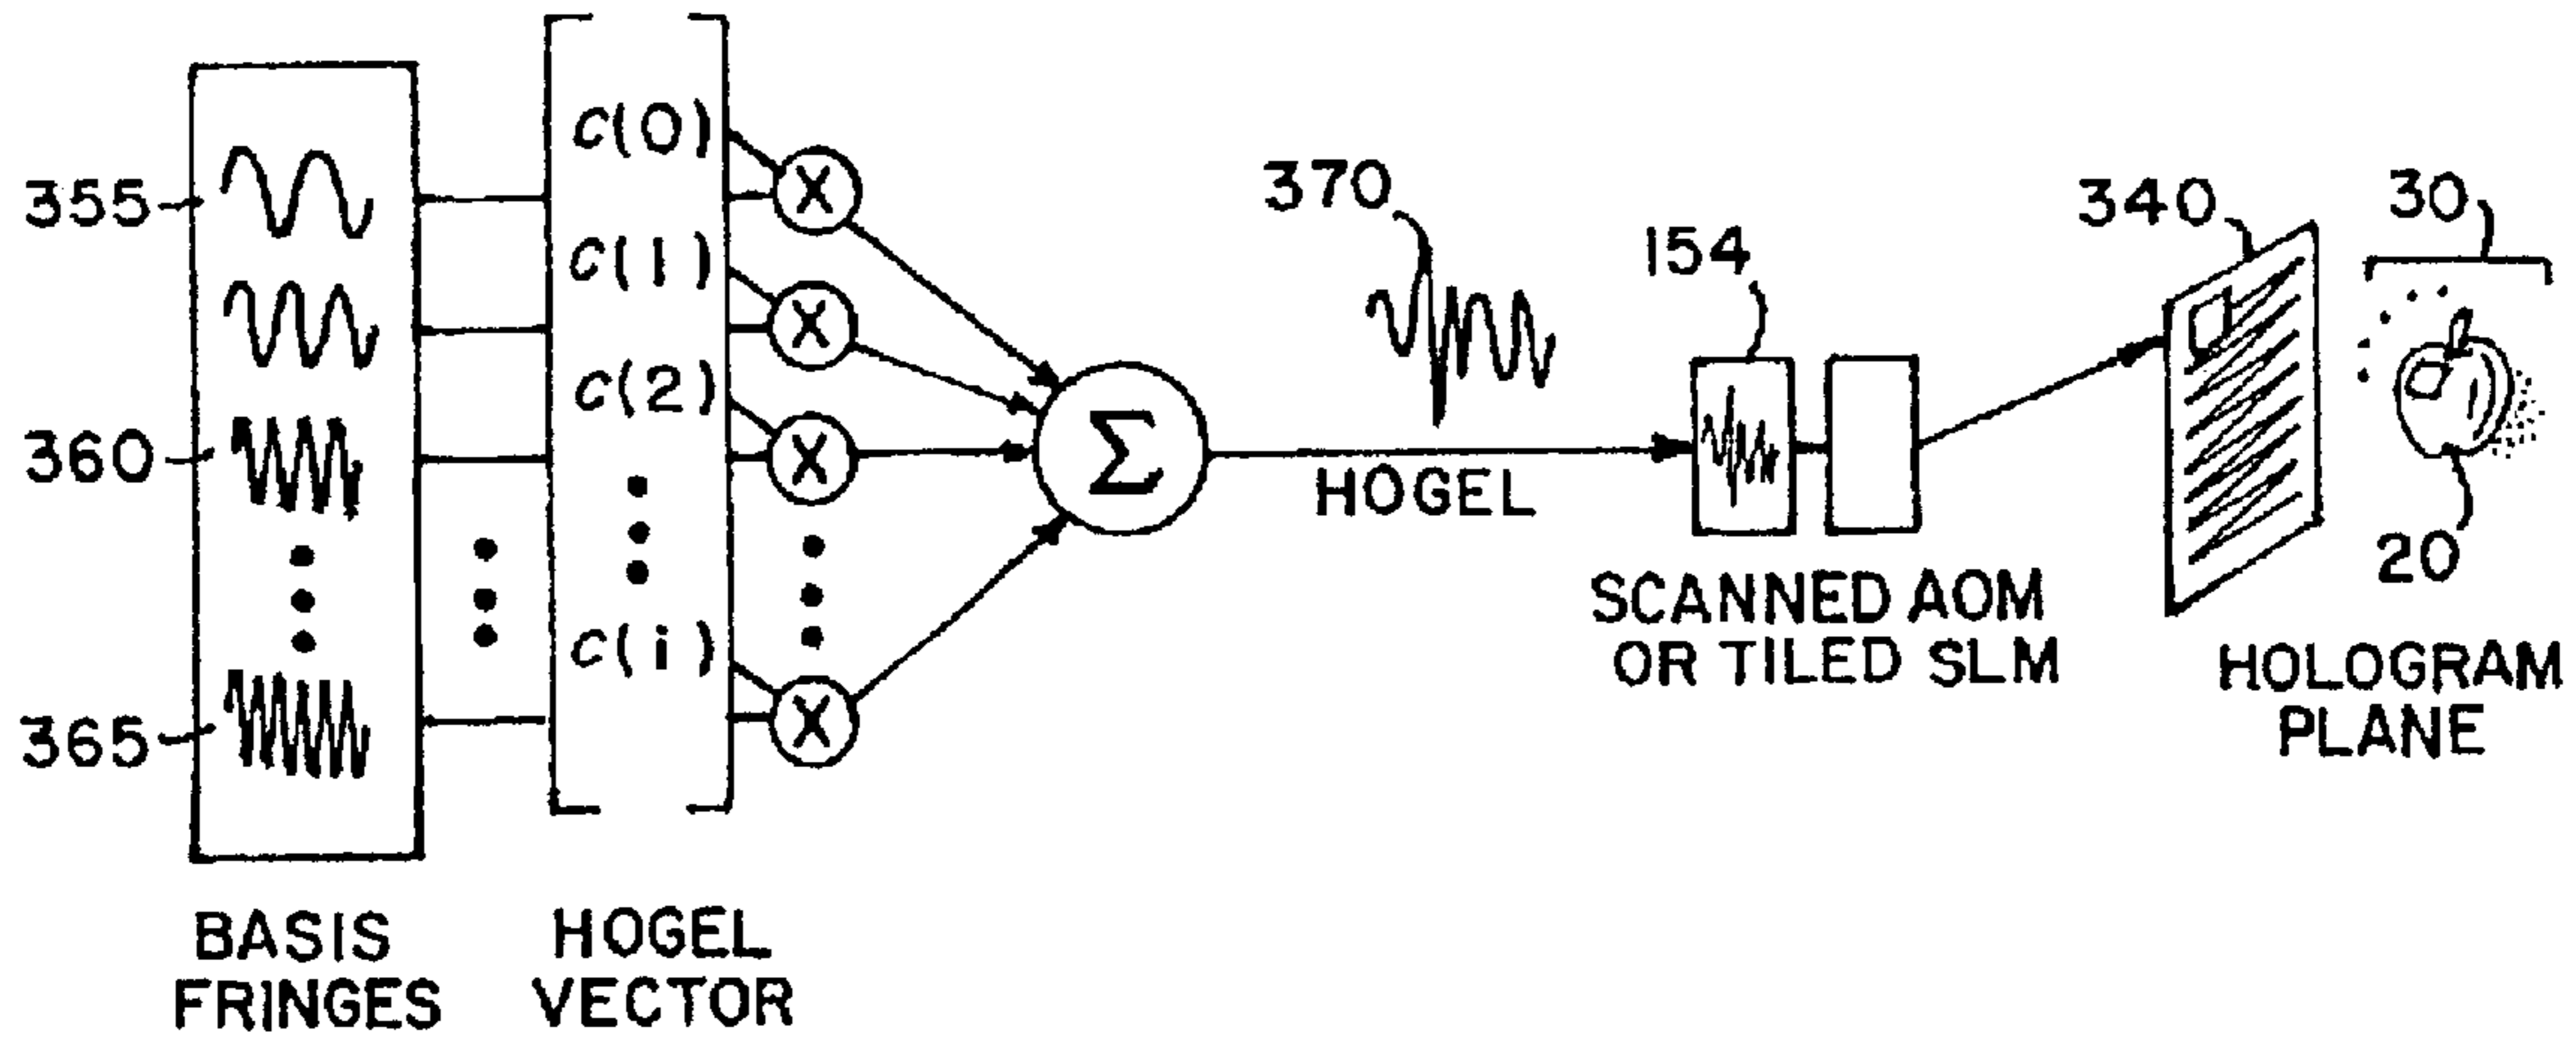 355
360
365
BASIS
FRINGES
c(0)
c(1)
c(2)
c(i)
HOGEL
VECTOR
X
X
X
X
Σ
370
HOGEL
154
SCANNED AOM
OR TILED SLM
340
30
20
HOLOGRAM
PLANE